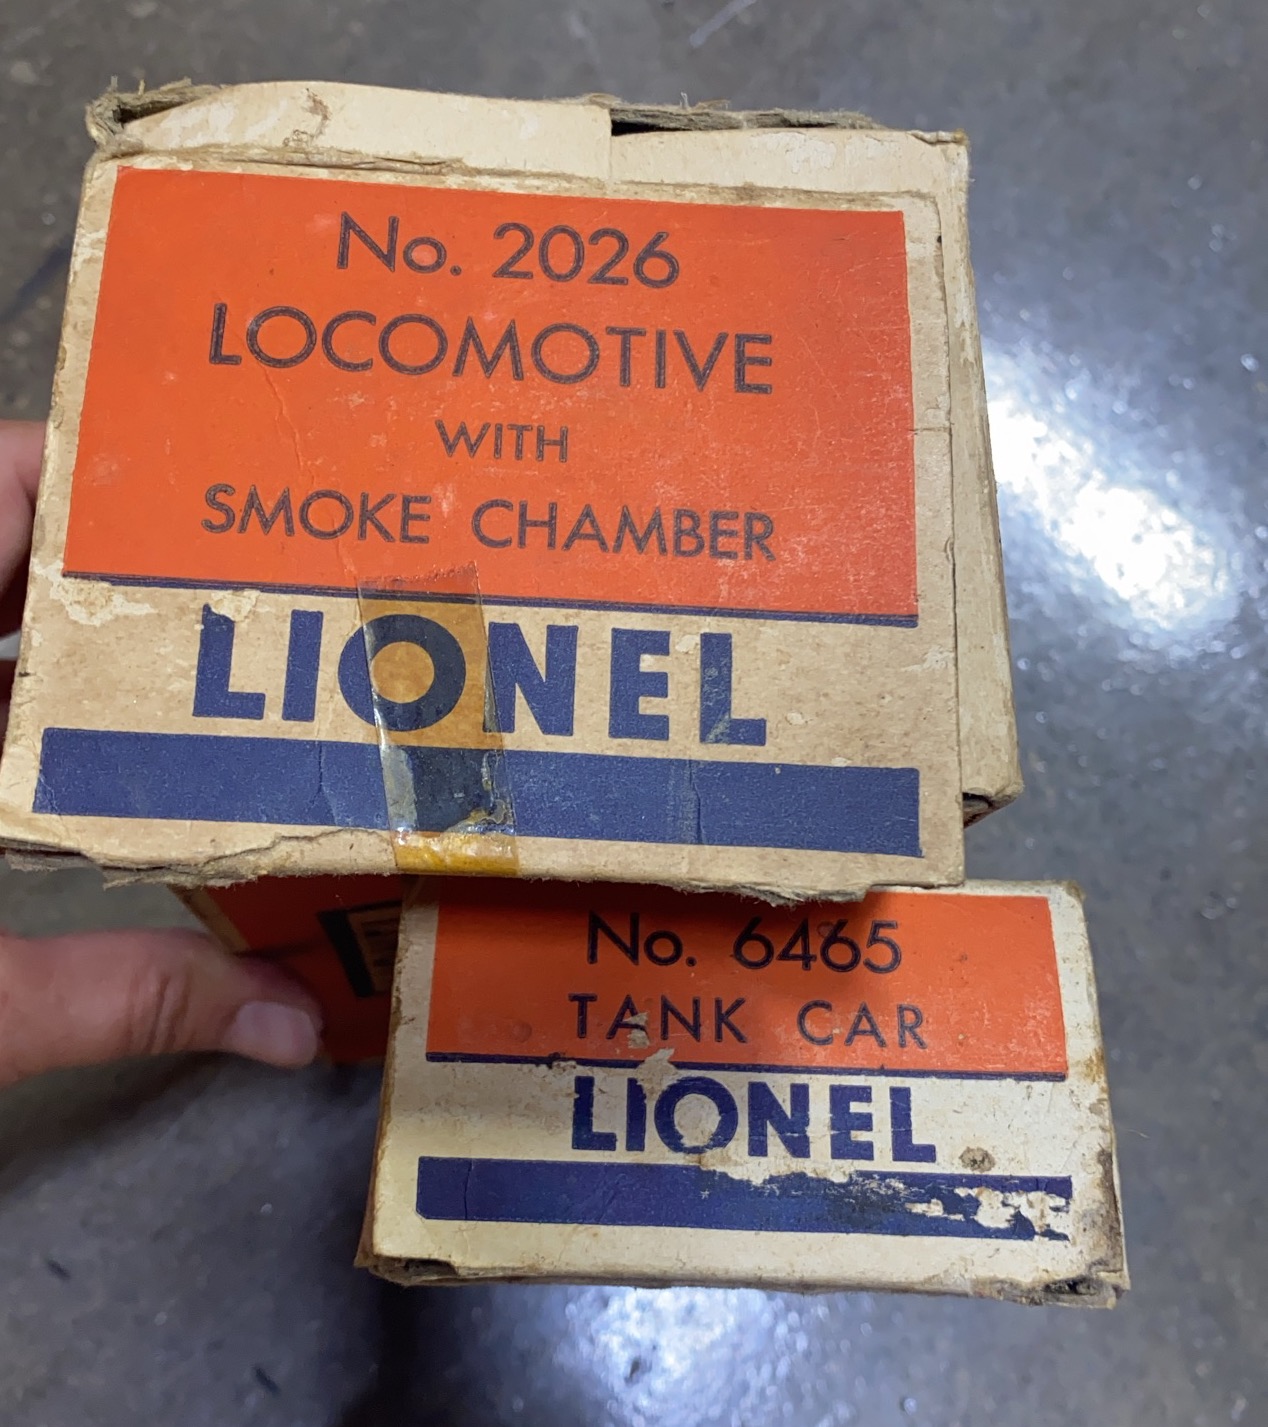 No. 2026
LOCOMOTIVE
WITH
SMOKE CHAMBER
LIONEL
No. 6465
TANK CAR
LIONEL